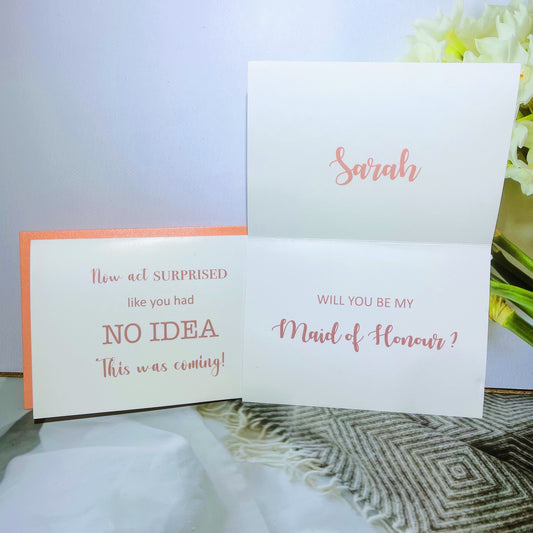 Now act SURPRISED
like you had
NO IDEA
This was coming!
Sarah
WILL YOU BE MY
Maid of Honour?